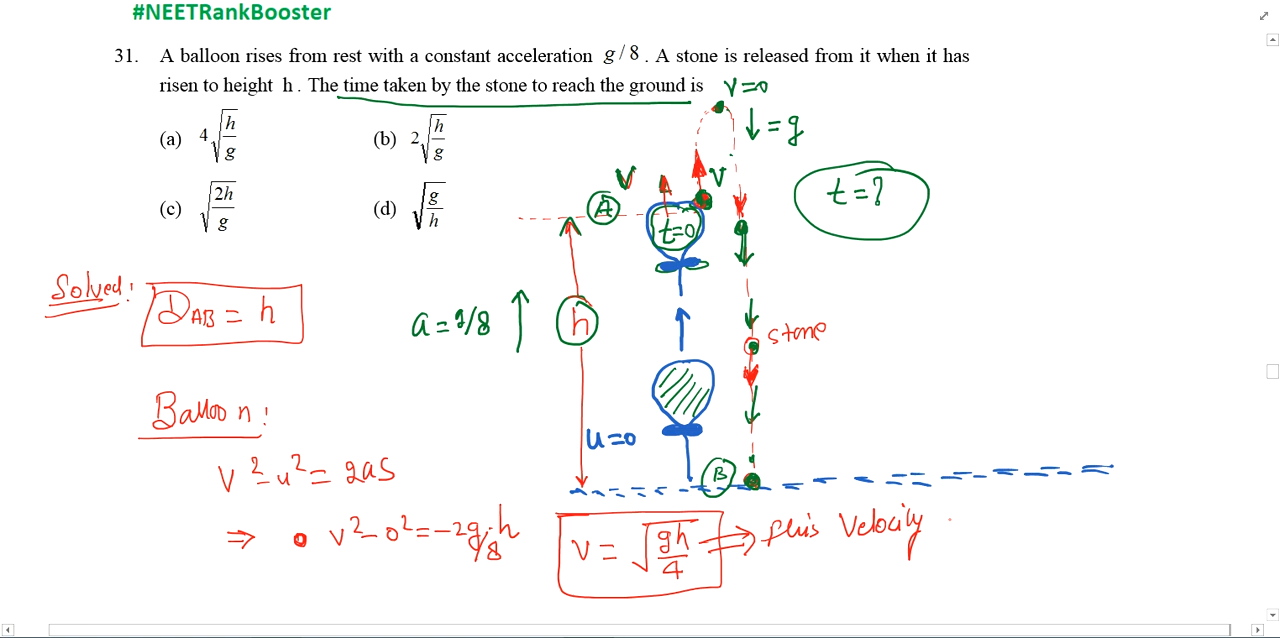 #NEETRankBooster
31. A balloon rises from rest with a constant acceleration g/8. A stone is released from it when it has
risen to height h. The time taken by the stone to reach the ground is
(a) 4√(h/g) (b) 2√(h/g)
(c) √(2h/g) (d) √(g/h)
V=0
↓=g
t=?
V
V
A
t=0
Solved:
D_AB = h
a=g/8
h
stone
Balloon:
u=0
B
V²-u²=2as
⇒ v²-0²=-2g/8·h
v=√(gh/4) ⇒ this velocity